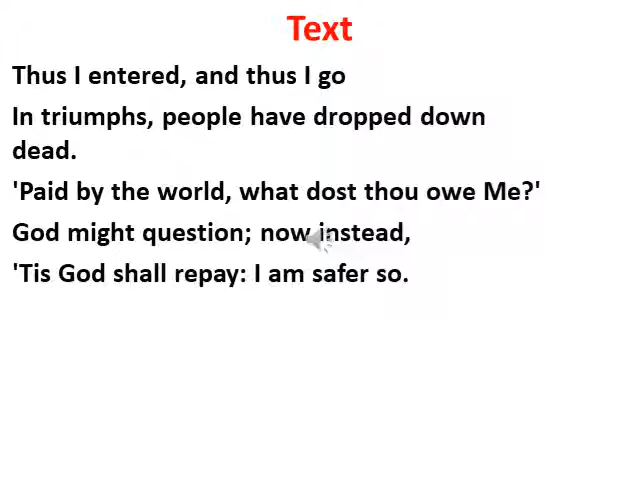 Text
Thus I entered, and thus I go
In triumphs, people have dropped down
dead.
'Paid by the world, what dost thou owe Me?'
God might question; now instead,
'Tis God shall repay: I am safer so.